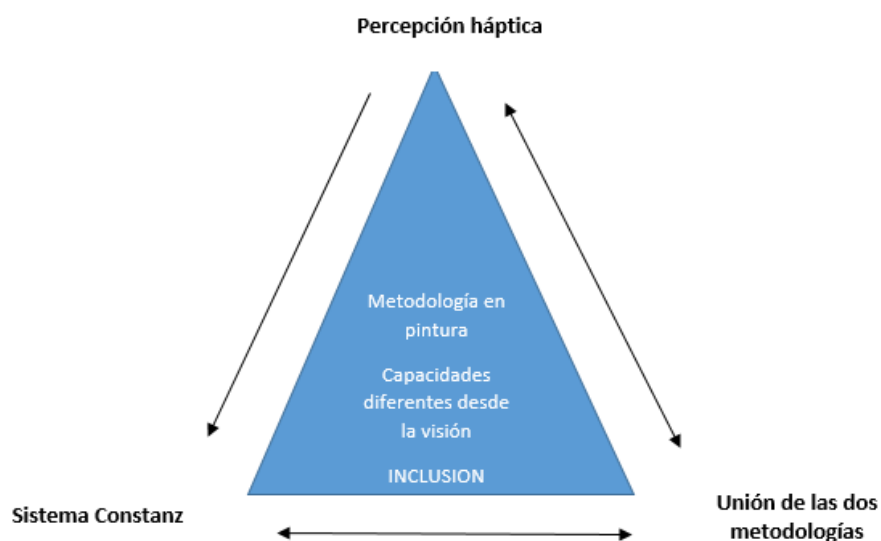 Percepción háptica
Metodología en
pintura
Capacidades
diferentes desde
la visión
INCLUSION
Sistema Constanz
Unión de las dos
metodologías